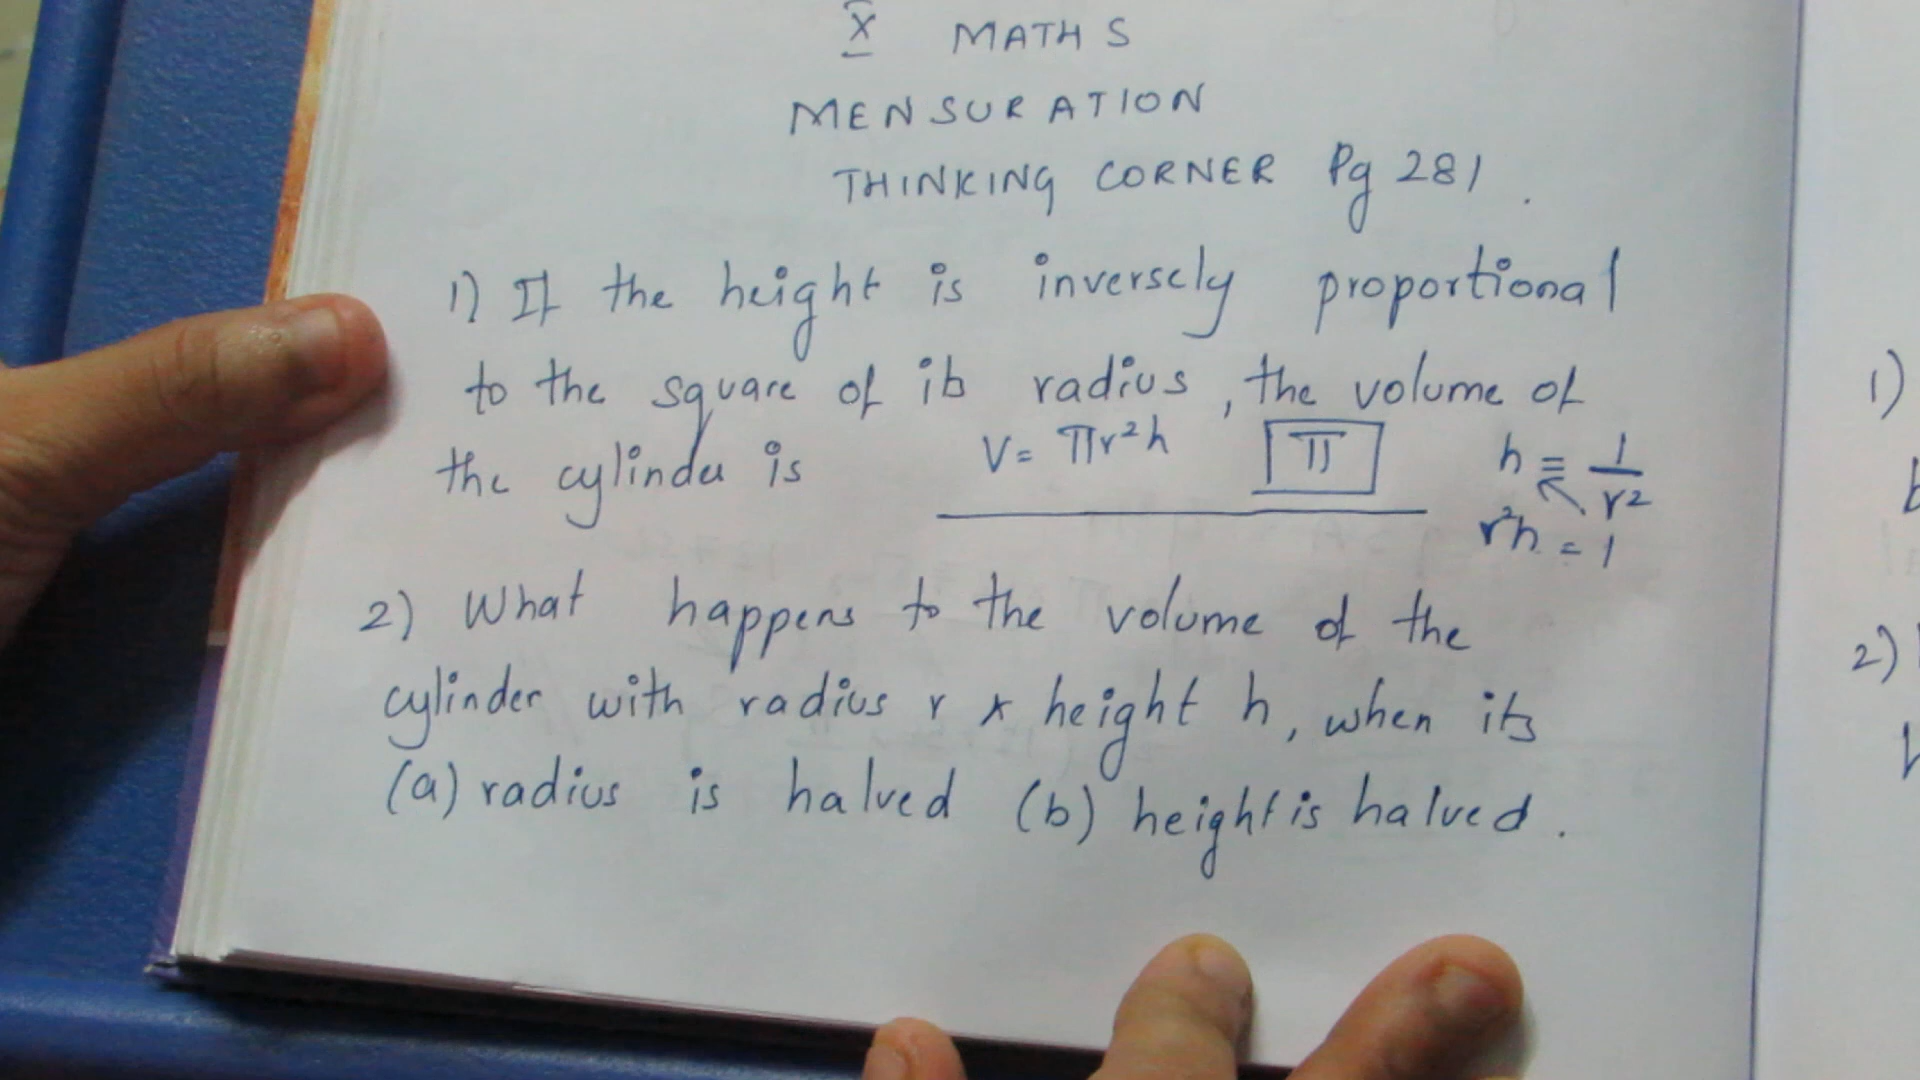 X MATHS
MENSURATION
THINKING CORNER Pg 281.
1) If the height is inversely proportional
to the square of its radius, the volume of
the cylinder is V = πr²h π
h = 1/r²
r²h = 1
2) What happens to the volume of the
cylinder with radius r & height h, when its
(a) radius is halved (b) height is halved.
1)
2)